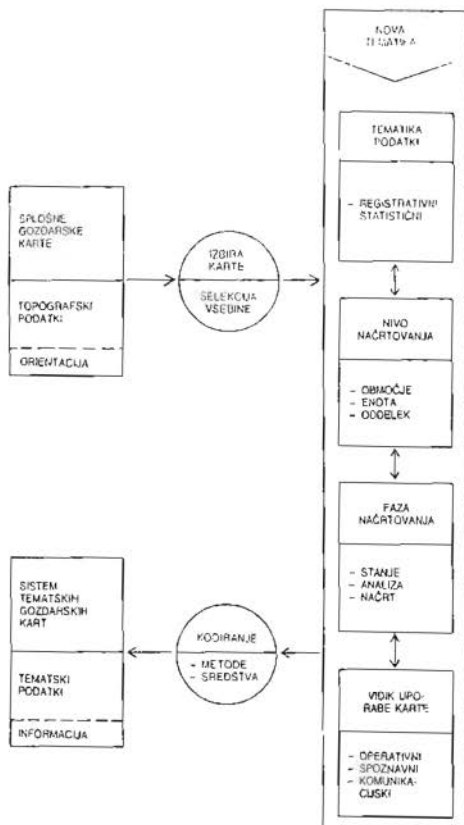 NOVA
TEMATIKA
TEMATIKA
PODATKI
- REGISTRATIVNI
STATISTIČNI
SPLOŠNE
GOZDARSKE
KARTE
TOPOGRAFSKI
PODATKI
ORIENTACIJA
IZBIRA
KARTE
SELEKCIJA
VSEBINE
NIVO
NAČRTOVANJA
- OBMOČJE
- ENOTA
- ODDELEK
FAZA
NAČRTOVANJA
- STANJE
- ANALIZA
- NAČRT
SISTEM
TEMATSKIH
GOZDARSKIH
KART
TEMATSKI
PODATKI
INFORMACIJA
KODIRANJE
- METODE
- SREDSTVA
VIDIK UPO-
RABE KARTE
- OPERATIVNI
- SPOZNAVNI
- KOMUNIKA-
CIJSKI